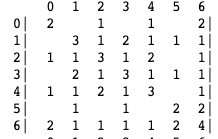 0 1 2 3 4 5 6
0| 2 1 1 |
1| 3 1 2 1 1 1|
2| 1 1 3 1 2 1|
3| 2 1 3 1 1 1|
4| 1 1 2 1 3 1|
5| 1 1 2 2|
6| 2 1 1 1 1 2 4|